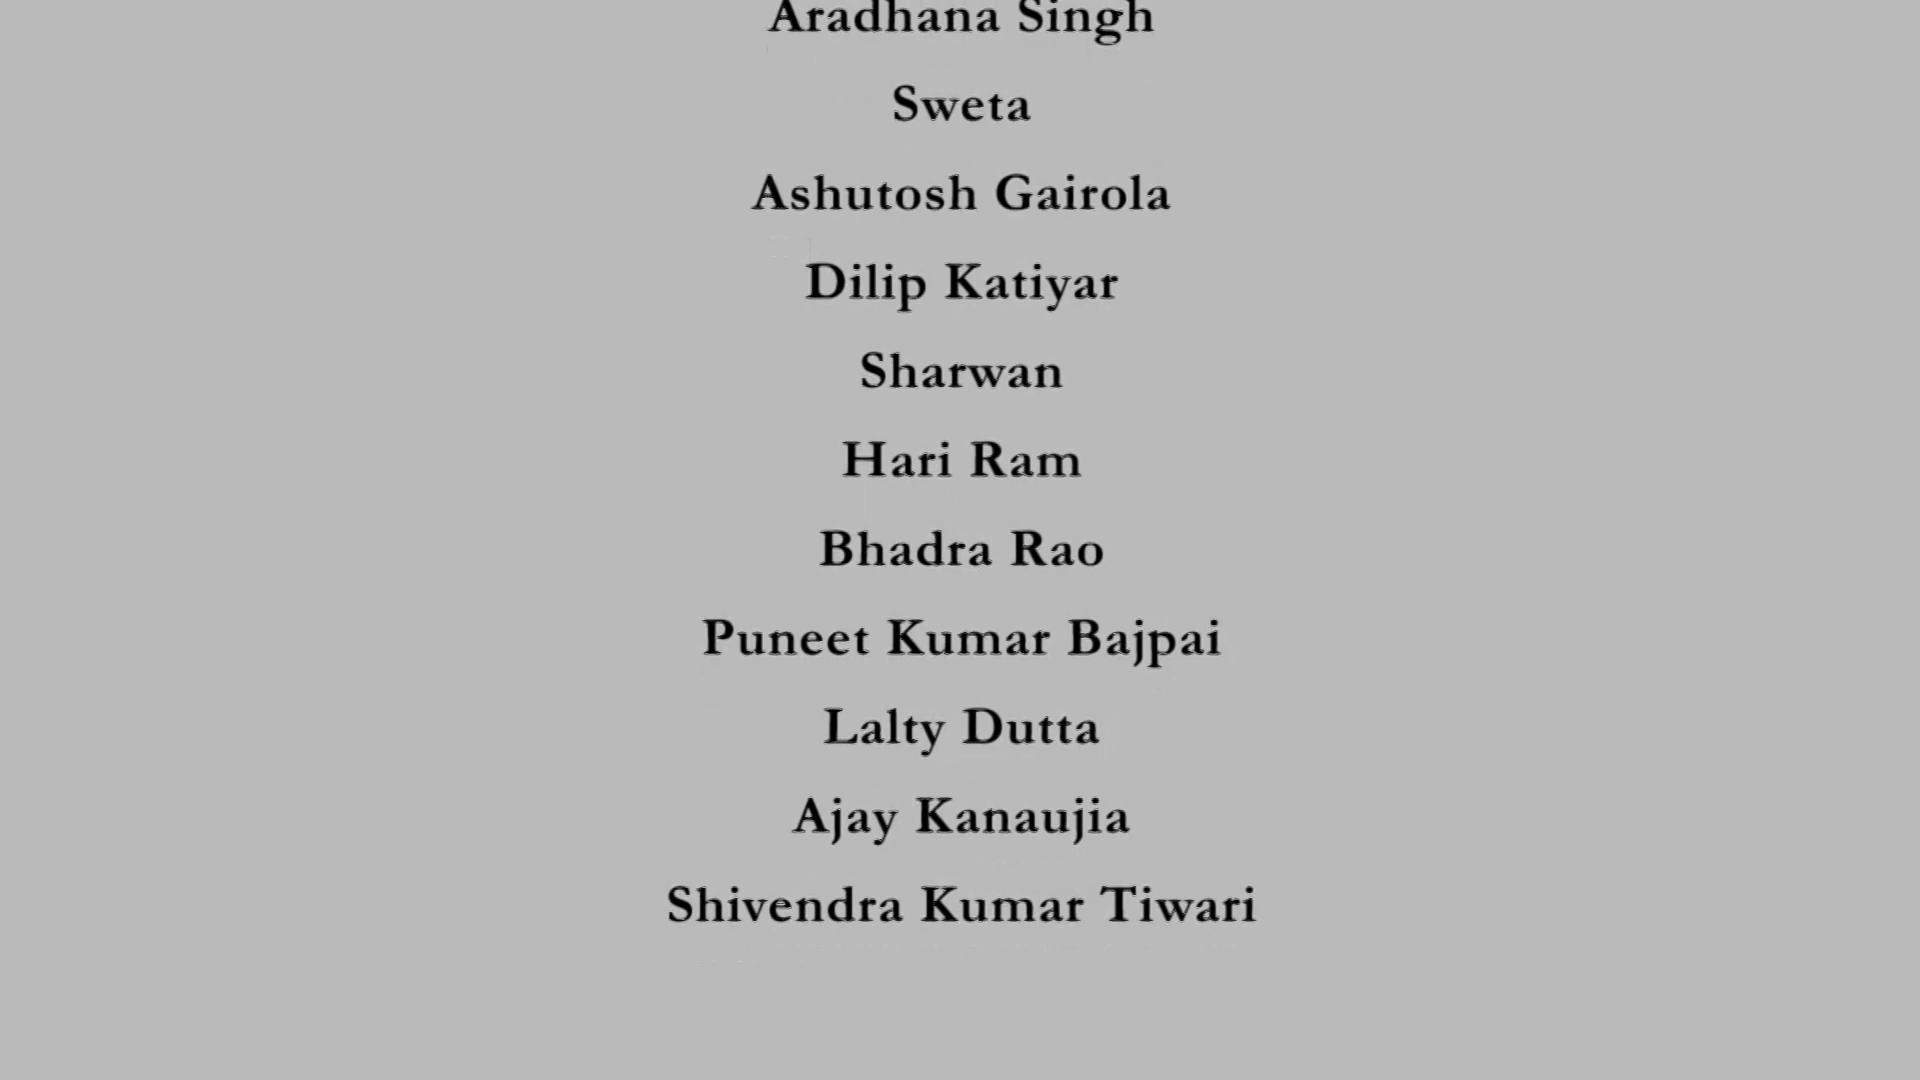 Aradhana Singh
Sweta
Ashutosh Gairola
Dilip Katiyar
Sharwan
Hari Ram
Bhadra Rao
Puneet Kumar Bajpai
Lalty Dutta
Ajay Kanaujia
Shivendra Kumar Tiwari